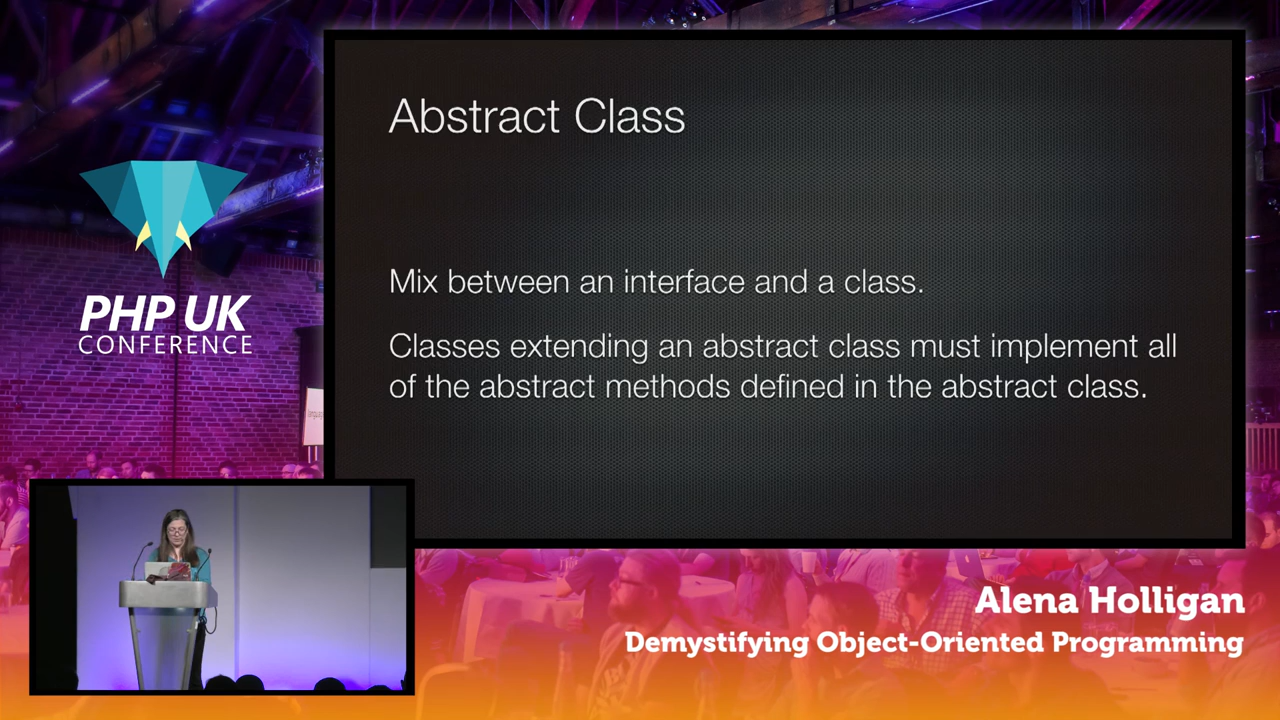 Abstract Class
Mix between an interface and a class.
Classes extending an abstract class must implement all
of the abstract methods defined in the abstract class.
PHP UK
CONFERENCE
Alena Holligan
Demystifying Object-Oriented Programming